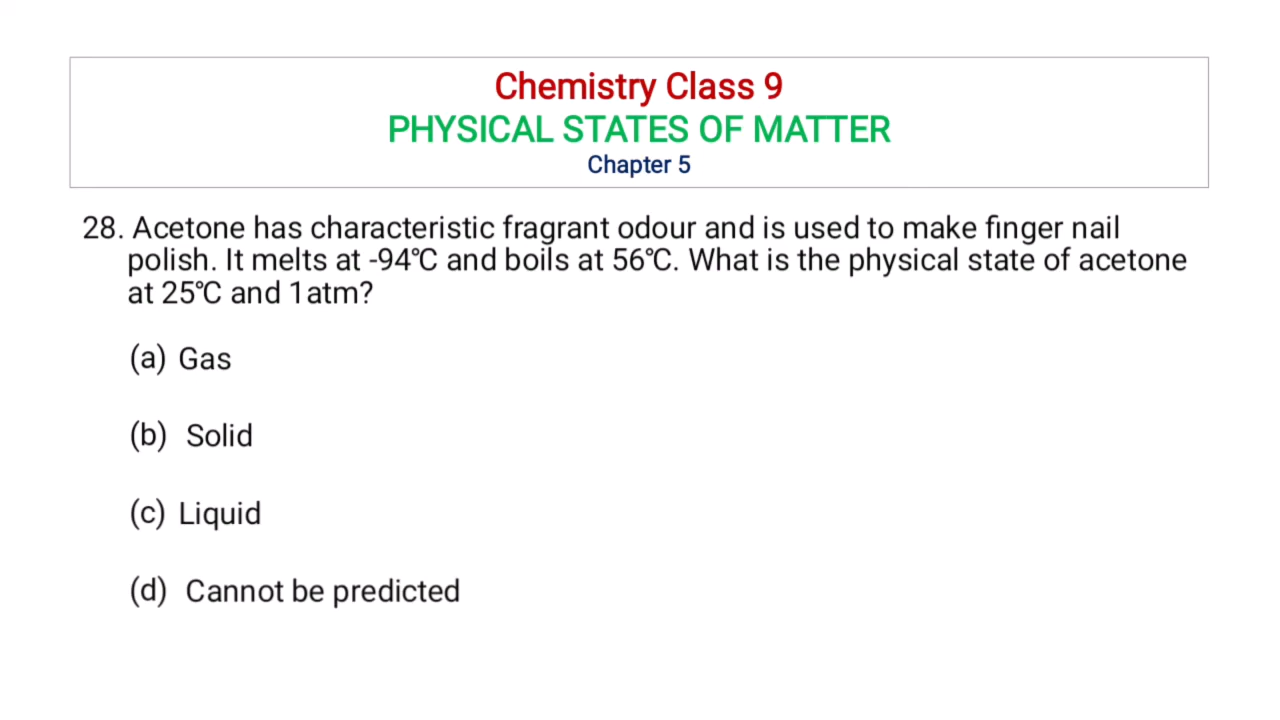 Chemistry Class 9
PHYSICAL STATES OF MATTER
Chapter 5
28. Acetone has characteristic fragrant odour and is used to make finger nail
polish. It melts at -94℃ and boils at 56℃. What is the physical state of acetone
at 25℃ and 1atm?
(a) Gas
(b) Solid
(c) Liquid
(d) Cannot be predicted